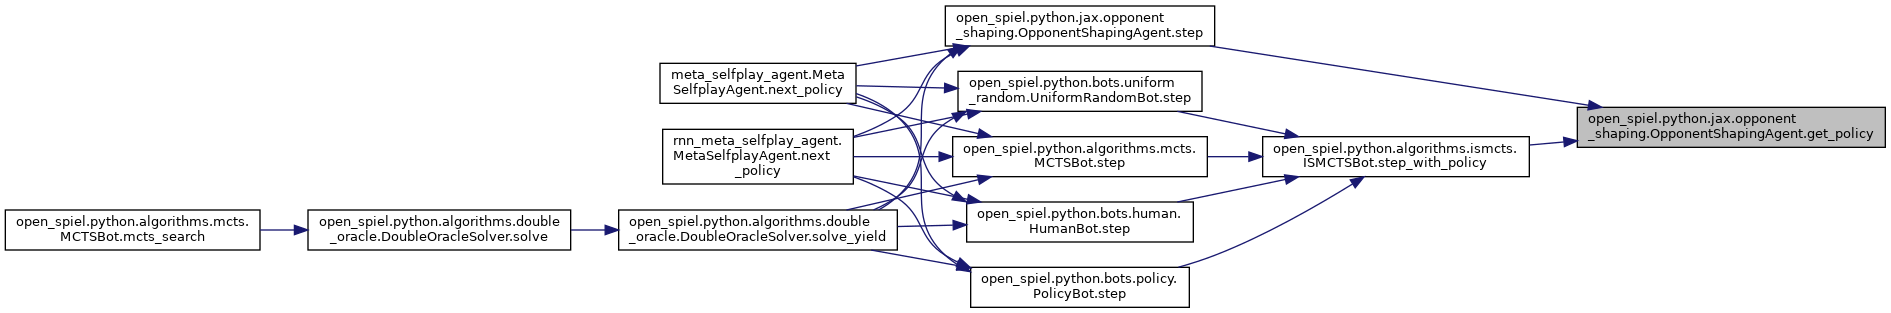 open_spiel.python.jax.opponent
_shaping.OpponentShapingAgent.step
meta_selfplay_agent.Meta
SelfplayAgent.next_policy
open_spiel.python.bots.uniform
_random.UniformRandomBot.step
open_spiel.python.jax.opponent
_shaping.OpponentShapingAgent.get_policy
rnn_meta_selfplay_agent.
MetaSelfplayAgent.next
_policy
open_spiel.python.algorithms.mcts.
MCTSBot.step
open_spiel.python.algorithms.ismcts.
ISMCTSBot.step_with_policy
open_spiel.python.algorithms.mcts.
MCTSBot.mcts_search
open_spiel.python.algorithms.double
_oracle.DoubleOracleSolver.solve
open_spiel.python.algorithms.double
_oracle.DoubleOracleSolver.solve_yield
open_spiel.python.bots.human.
HumanBot.step
open_spiel.python.bots.policy.
PolicyBot.step